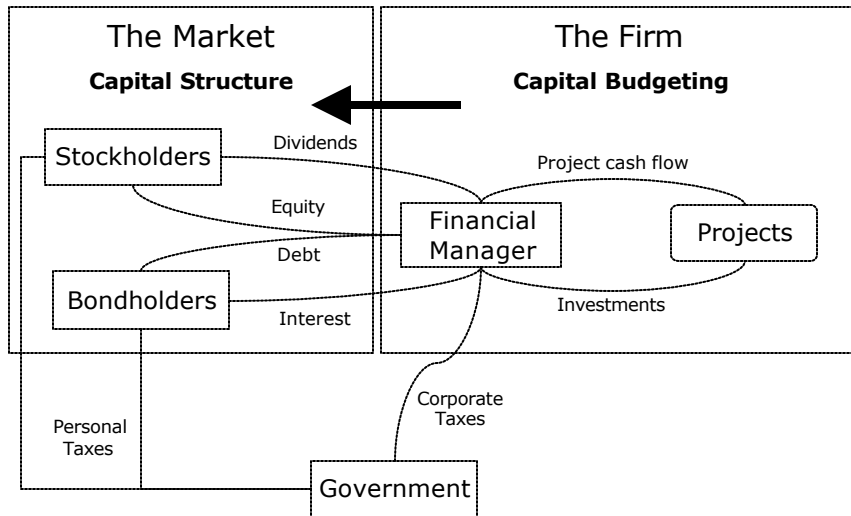 The Market
Capital Structure
The Firm
Capital Budgeting
Stockholders
Dividends
Equity
Debt
Bondholders
Interest
Financial
Manager
Project cash flow
Projects
Investments
Personal
Taxes
Corporate
Taxes
Government